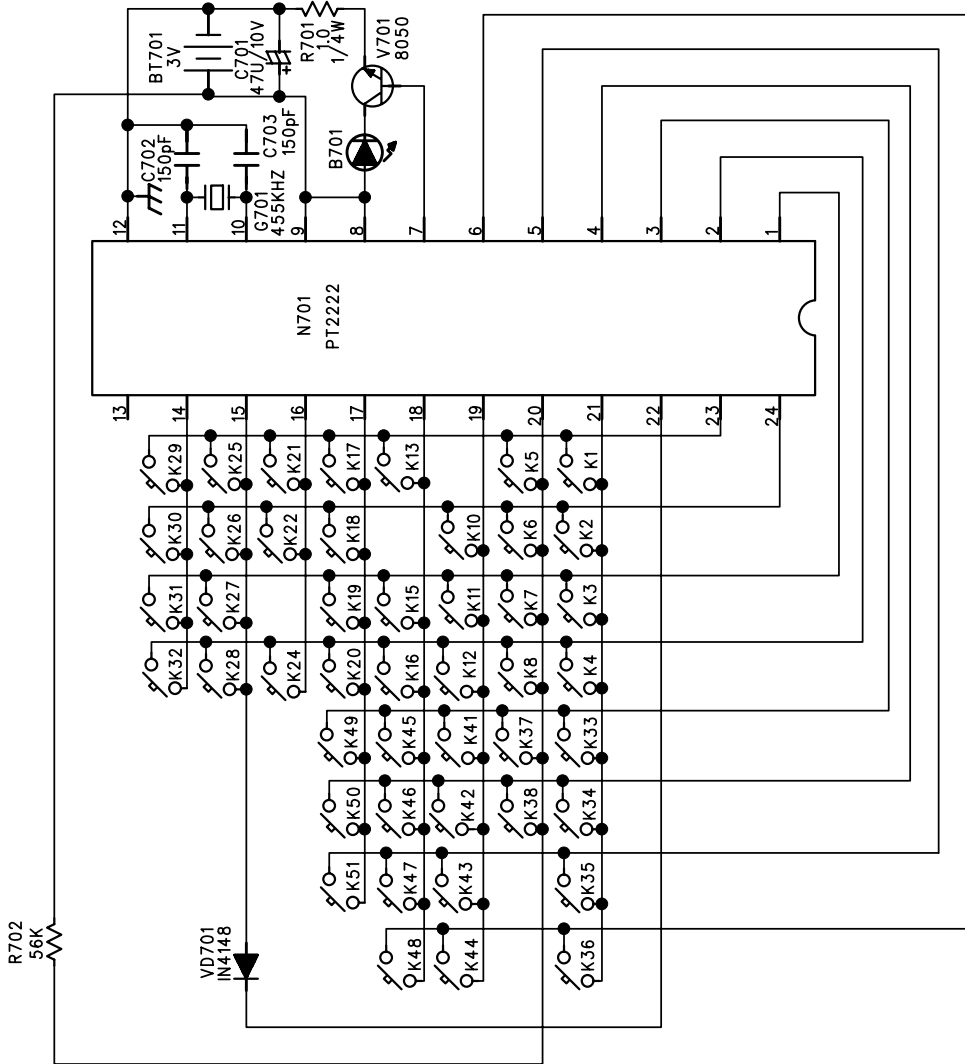 BT701
3V
C701
47U/10V
R701
1.0
1/4W
V701
8050
C702
150pF
C703
150pF
B701
G701
455KHZ
12
11
10
9
8
7
6
5
4
3
2
1
N701
PT2222
13
14
15
16
17
18
19
20
21
22
23
24
K29
K25
K21
K17
K13
K5
K1
K30
K26
K22
K18
K10
K6
K2
K31
K27
K19
K15
K11
K7
K3
K32
K28
K24
K20
K16
K12
K8
K4
K49
K45
K41
K37
K33
K50
K46
K42
K38
K34
K51
K47
K43
K35
K48
K44
K36
R702
56K
VD701
IN4148